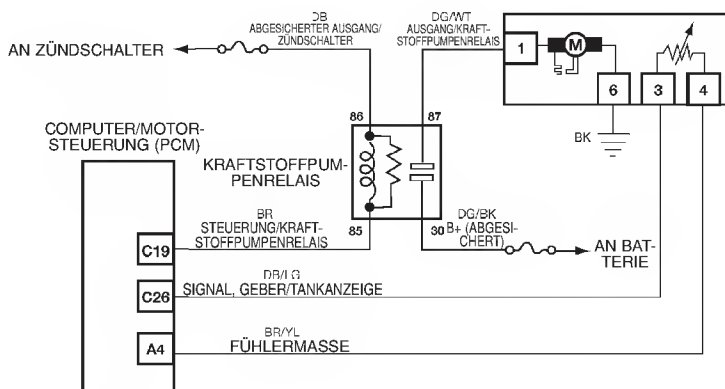 DB
ABGESICHERTER AUSGANG/
ZÜNDSCHALTER
AN ZÜNDSCHALTER
DG/WT
AUSGANG/KRAFT-
STOFFPUMPENRELAIS
1
M
6
3
4
BK
86
87
COMPUTER/MOTOR-
STEUERUNG (PCM)
KRAFTSTOFFPUM-
PENRELAIS
85
30
BR
STEUERUNG/KRAFT-
STOFFPUMPENRELAIS
DG/BK
B+ (ABGESI-
CHERT)
AN BAT-
TERIE
C19
DB/LG
SIGNAL, GEBER/TANKANZEIGE
C26
BR/YL
FÜHLERMASSE
A4